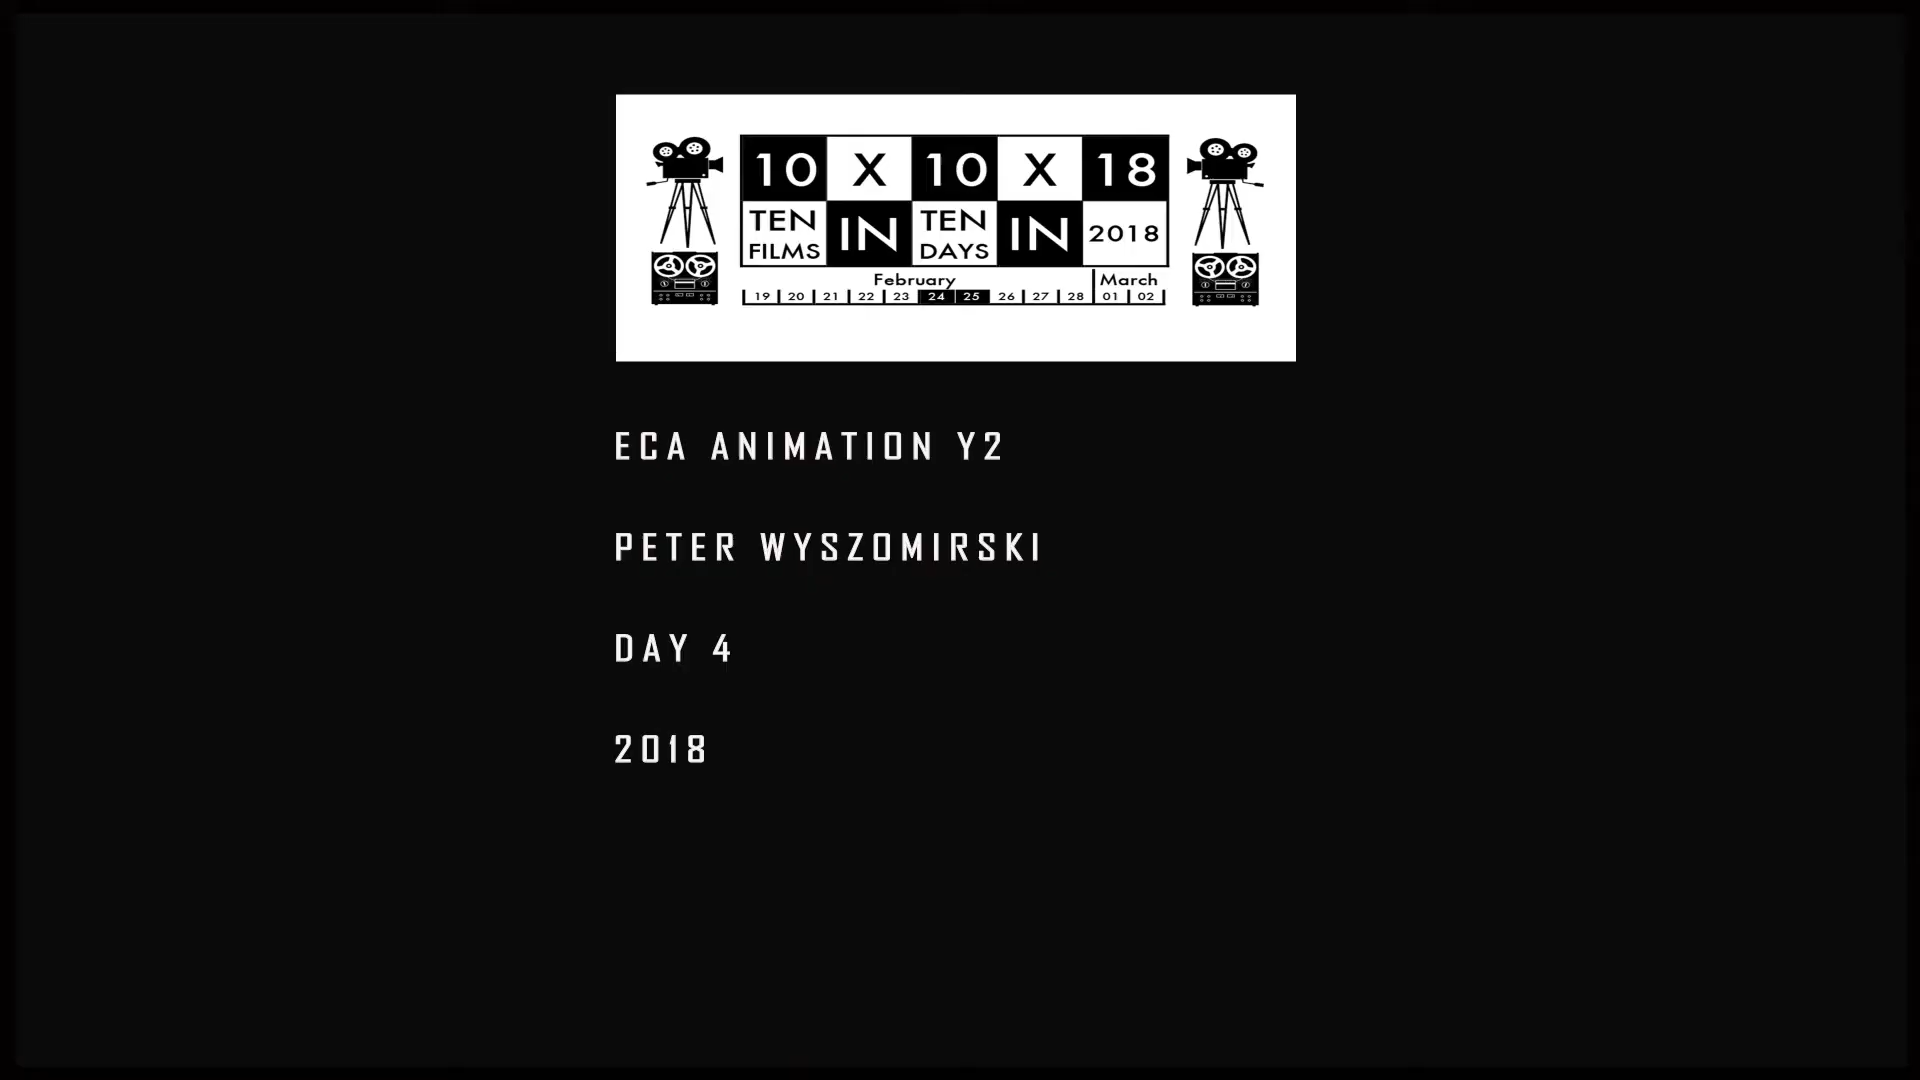 10 X 10 X 18
TEN FILMS IN TEN DAYS IN 2018
February March
19 20 21 22 23 24 25 26 27 28 01 02
ECA ANIMATION Y2
PETER WYSZOMIRSKI
DAY 4
2018